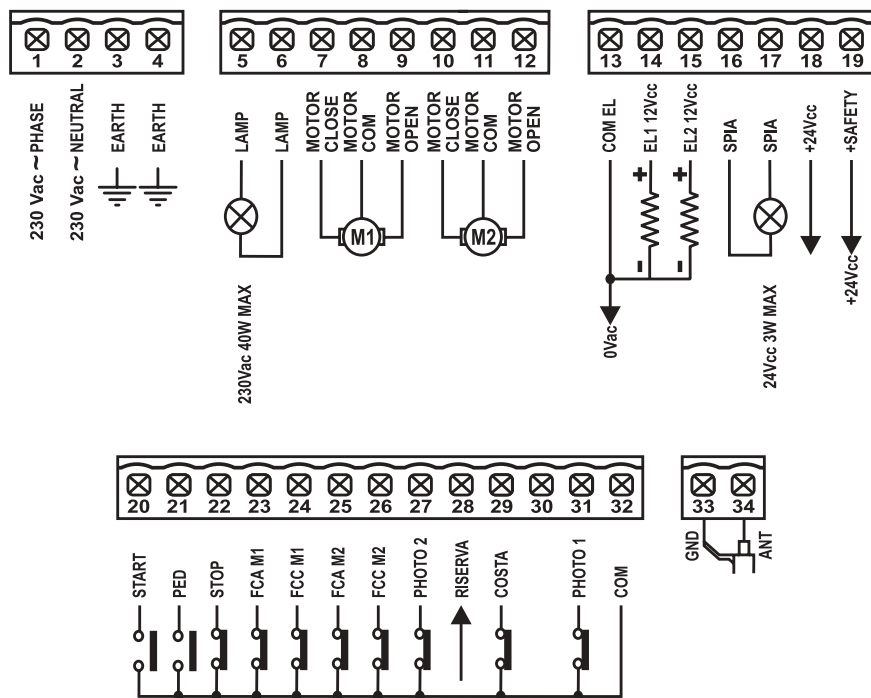 1 2 3 4
5 6 7 8 9 10 11 12
13 14 15 16 17 18 19
230 Vac ~ PHASE
230 Vac ~ NEUTRAL
EARTH
EARTH
LAMP
LAMP
MOTOR
CLOSE
MOTOR
COM
MOTOR
OPEN
MOTOR
CLOSE
MOTOR
COM
MOTOR
OPEN
M1
M2
230Vac 40W MAX
COM EL
EL1 12Vcc
EL2 12Vcc
SPIA
SPIA
+24Vcc
+SAFETY
+ +
- -
0Vac
24Vcc 3W MAX
+24Vcc
20 21 22 23 24 25 26 27 28 29 30 31 32
33 34
START
PED
STOP
FCA M1
FCC M1
FCA M2
FCC M2
PHOTO 2
RISERVA
COSTA
PHOTO 1
COM
GND
ANT